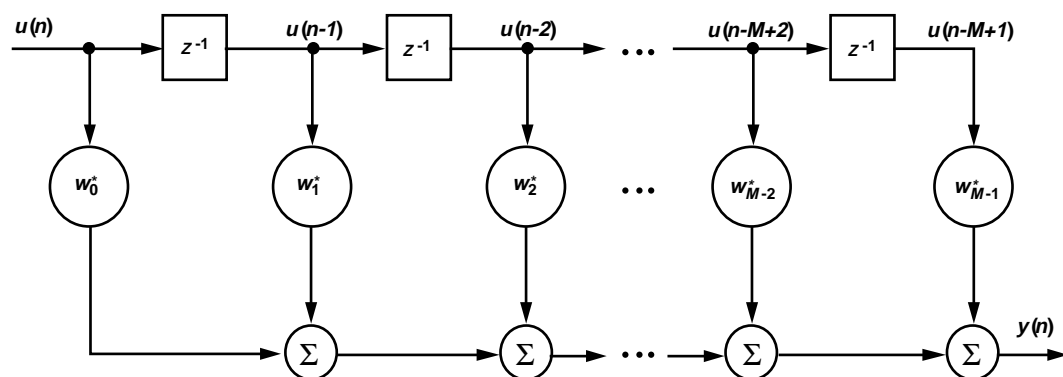 u(n) z⁻¹ u(n-1) z⁻¹ u(n-2) ... u(n-M+2) z⁻¹ u(n-M+1)
w₀* w₁* w₂* ... w*_{M-2} w*_{M-1}
y(n)
Σ Σ ... Σ Σ